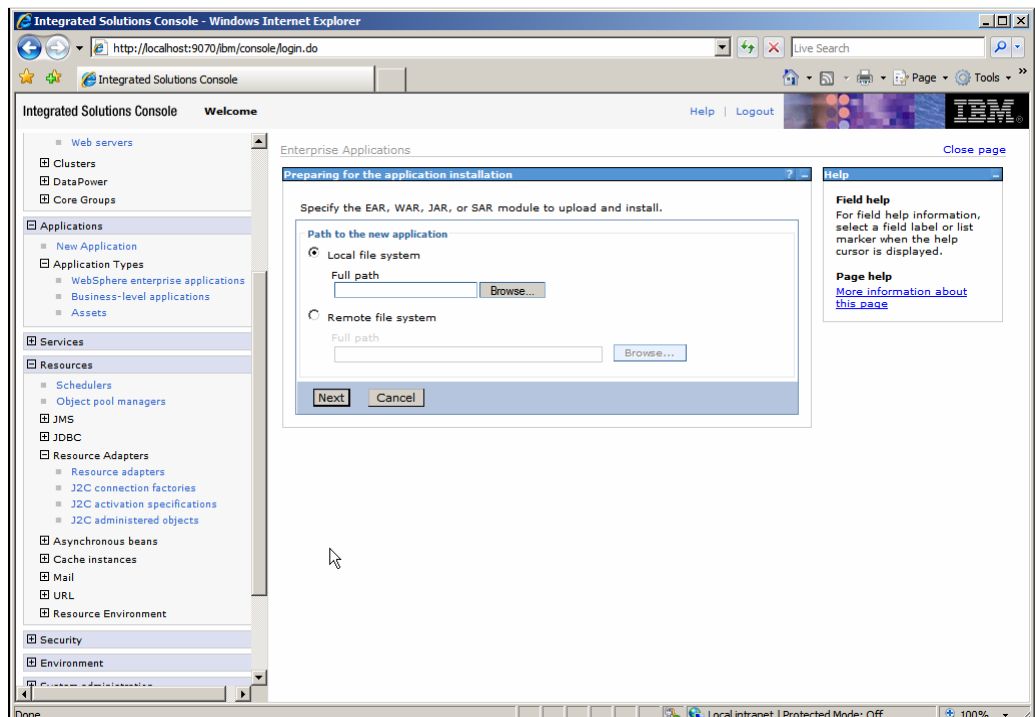 Integrated Solutions Console - Windows Internet Explorer
http://localhost:9070/ibm/console/login.do
Live Search
Integrated Solutions Console
Page
Tools
Integrated Solutions Console Welcome
Help | Logout
IBM®
Web servers
Clusters
DataPower
Core Groups
Applications
New Application
Application Types
WebSphere enterprise applications
Business-level applications
Assets
Services
Resources
Schedulers
Object pool managers
JMS
JDBC
Resource Adapters
Resource adapters
J2C connection factories
J2C activation specifications
J2C administered objects
Asynchronous beans
Cache instances
Mail
URL
Resource Environment
Security
Environment
System administration
Enterprise Applications
Close page
Preparing for the application installation
? -
Specify the EAR, WAR, JAR, or SAR module to upload and install.
Path to the new application
Local file system
Full path
Browse...
Remote file system
Full path
Browse...
Next
Cancel
Help
Field help
For field help information,
select a field label or list
marker when the help
cursor is displayed.
Page help
More information about
this page
Done
Local intranet | Protected Mode: Off
100%